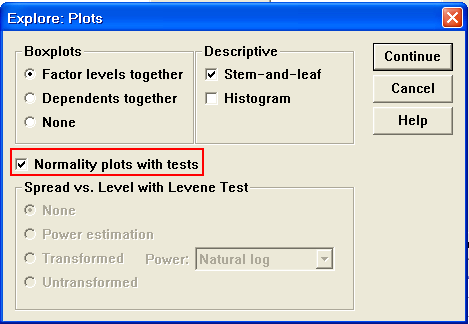 Explore: Plots
Boxplots
Factor levels together
Dependents together
None
Descriptive
Stem-and-leaf
Histogram
Continue
Cancel
Help
Normality plots with tests
Spread vs. Level with Levene Test
None
Power estimation
Transformed Power: Natural log
Untransformed